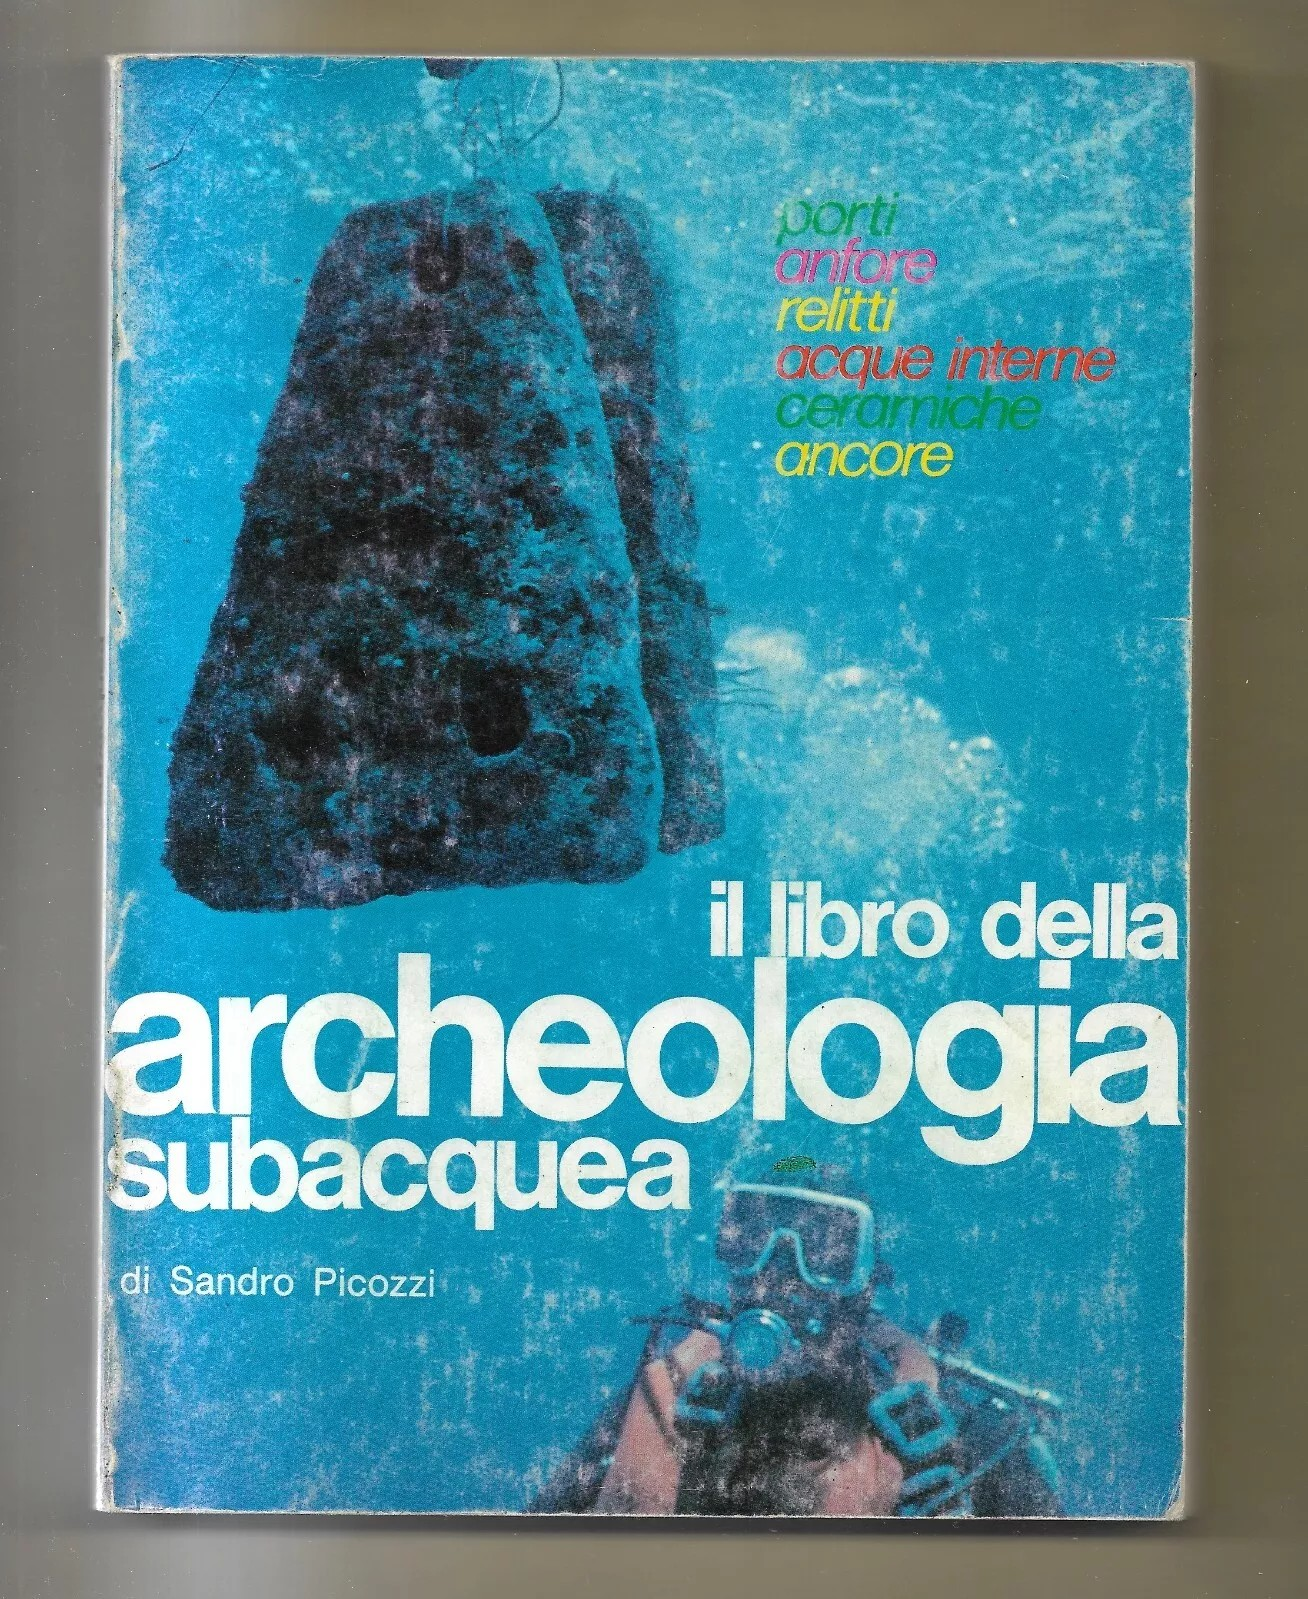 porti
anfore
relitti
acque interne
ceramiche
ancore
il libro della
archeologia
subacquea
di Sandro Picozzi